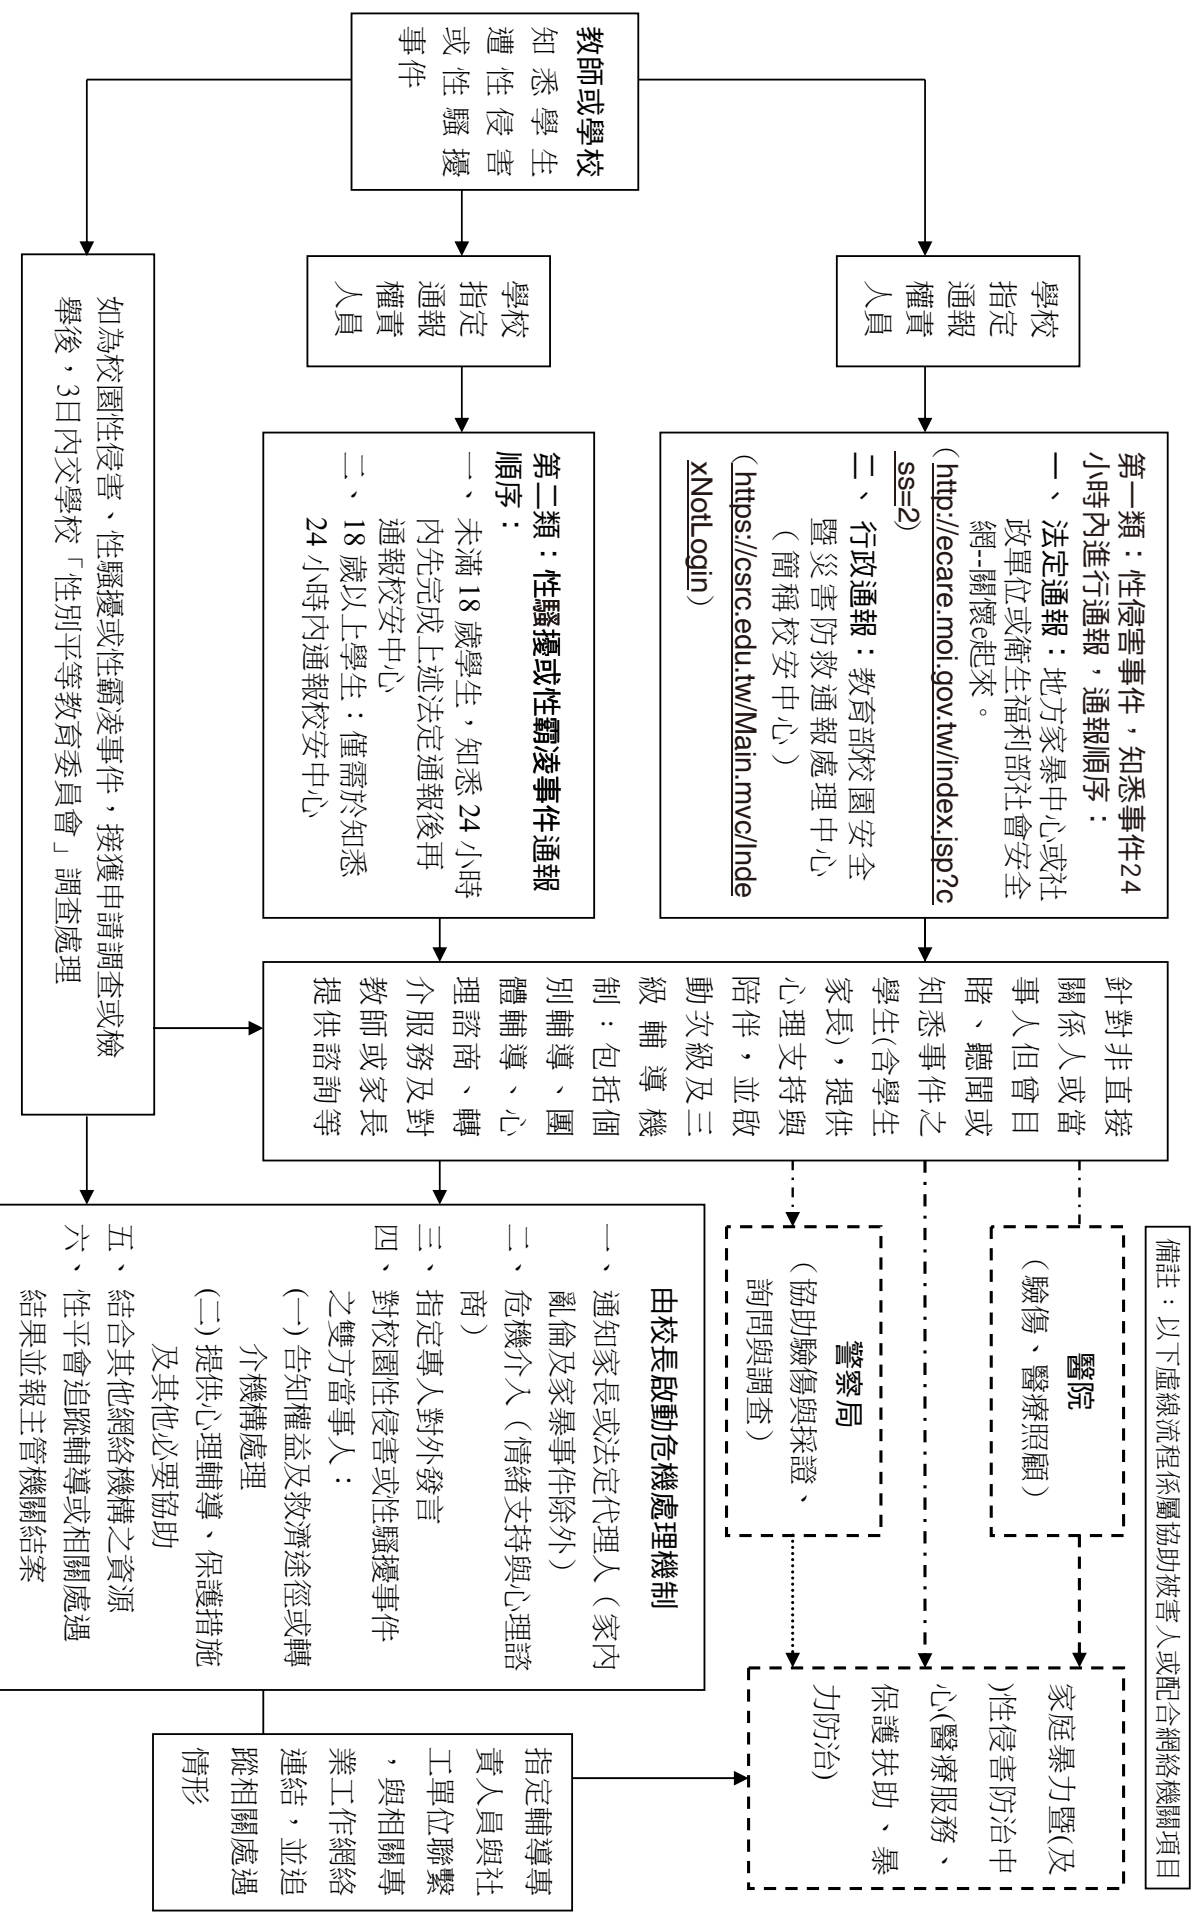 備註：以下虛線流程係屬協助被害人或配合網絡機關項目
教師或學校
知悉學生
遭性侵害
或性騷擾
事件
學校
指定
通報
權責
人員
第一類：性侵害事件，知悉事件24
小時內進行通報，通報順序：
一、法定通報：地方家暴中心或社
政單位或衛生福利部社會安全
網--關懷e起來。
（http://ecare.moi.gov.tw/index.jsp?c
ss=2）
二、行政通報：教育部校園安全
暨災害防救通報處理中心
（簡稱校安中心）
（https://csrc.edu.tw/Main.mvc/Inde
xNotLogin）
學校
指定
通報
權責
人員
第二類：性騷擾或性霸凌事件通報
順序：
一、未滿 18 歲學生，知悉 24 小時
內先完成上述法定通報後再
通報校安中心
二、18 歲以上學生：僅需於知悉
24 小時內通報校安中心
如為校園性侵害、性騷擾或性霸凌事件，接獲申請調查或檢
舉後，3日內交學校「性別平等教育委員會」調查處理
針對非直接
關係人或當
事人但曾目
睹、聽聞或
知悉事件之
學生(含學生
家長)，提供
心理支持與
陪伴，並啟
動次級及三
級輔導機
制：包括個
別輔導、團
體輔導、心
理諮商、轉
介服務及對
教師或家長
提供諮詢等
醫院
（驗傷、醫療照顧）
警察局
（協助驗傷與採證、
詢問與調查）
家庭暴力暨(及
)性侵害防治中
心(醫療服務、
保護扶助、暴
力防治)
由校長啟動危機處理機制
一、通知家長或法定代理人（家內
亂倫及家暴事件除外）
二、危機介入（情緒支持與心理諮
商）
三、指定專人對外發言
四、對校園性侵害或性騷擾事件
之雙方當事人：
(一)告知權益及救濟途徑或轉
介機構處理
(二)提供心理輔導、保護措施
及其他必要協助
五、結合其他網絡機構之資源
六、性平會追蹤輔導或相關處遇
結果並報主管機關結案
指定輔導專
責人員與社
工單位聯繫
，與相關專
業工作網絡
連結，並追
蹤相關處遇
情形